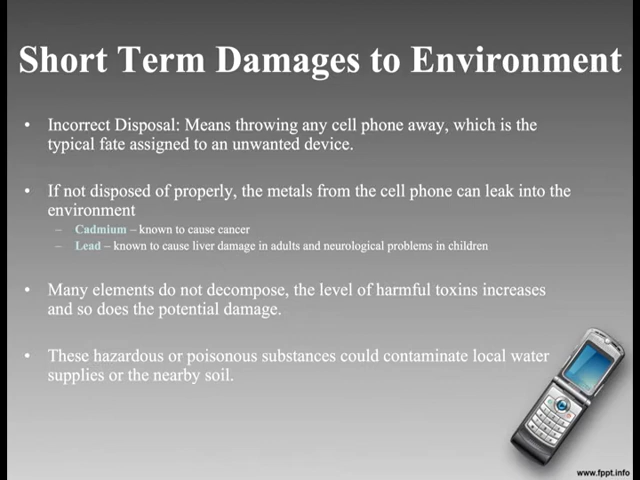 Short Term Damages to Environment
• Incorrect Disposal: Means throwing any cell phone away, which is the
typical fate assigned to an unwanted device.
• If not disposed of properly, the metals from the cell phone can leak into the
environment
– Cadmium – known to cause cancer
– Lead – known to cause liver damage in adults and neurological problems in children
• Many elements do not decompose, the level of harmful toxins increases
and so does the potential damage.
• These hazardous or poisonous substances could contaminate local water
supplies or the nearby soil.
www.fppt.info